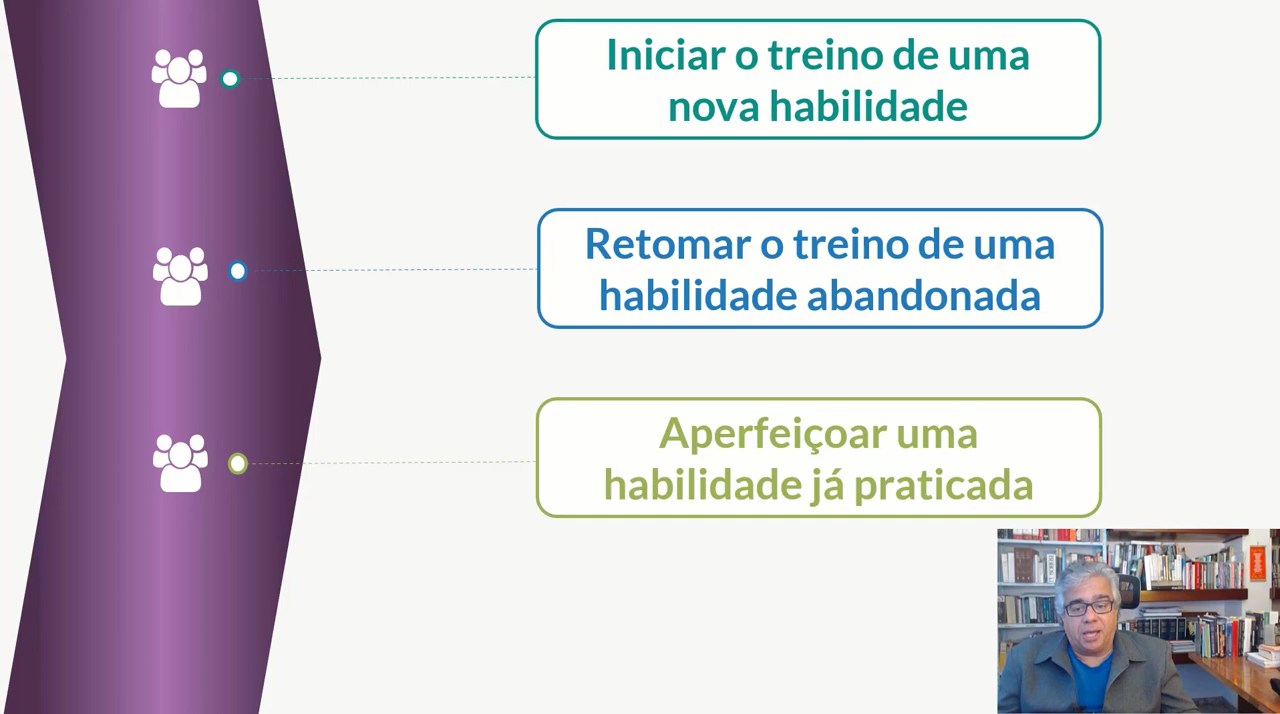 Iniciar o treino de uma
nova habilidade
Retomar o treino de uma
habilidade abandonada
Aperfeiçoar uma
habilidade já praticada